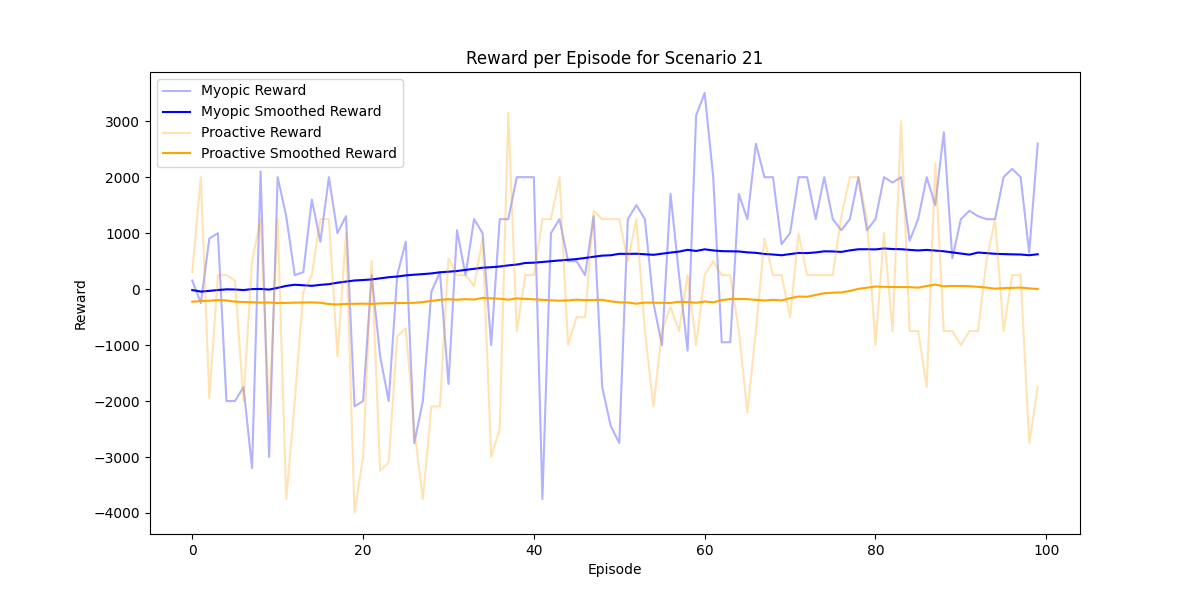 Reward per Episode for Scenario 21
Myopic Reward
Myopic Smoothed Reward
Proactive Reward
Proactive Smoothed Reward
3000
2000
1000
0
−1000
−2000
−3000
−4000
Reward
0 20 40 60 80 100
Episode